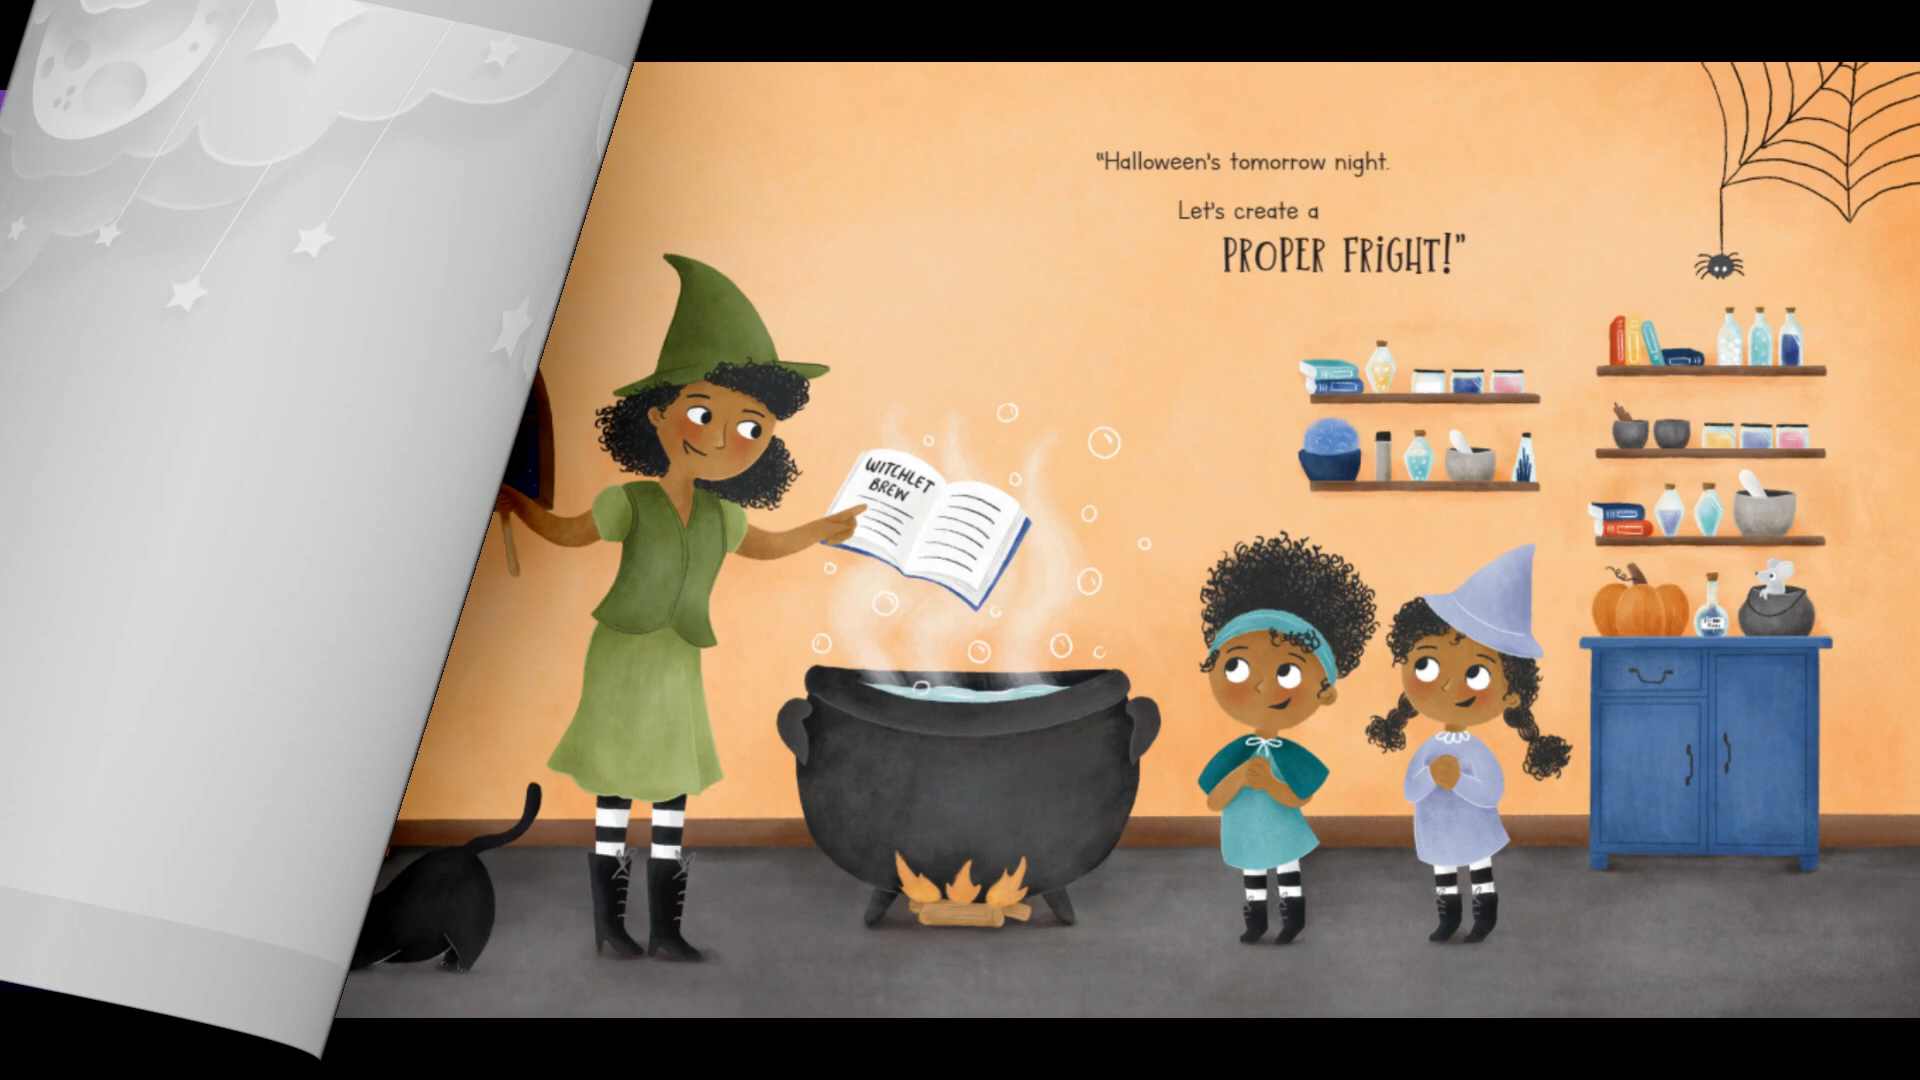 “Halloween’s tomorrow night.
Let’s create a
PROPER FRiGHT!”
WITCHLET
BREW